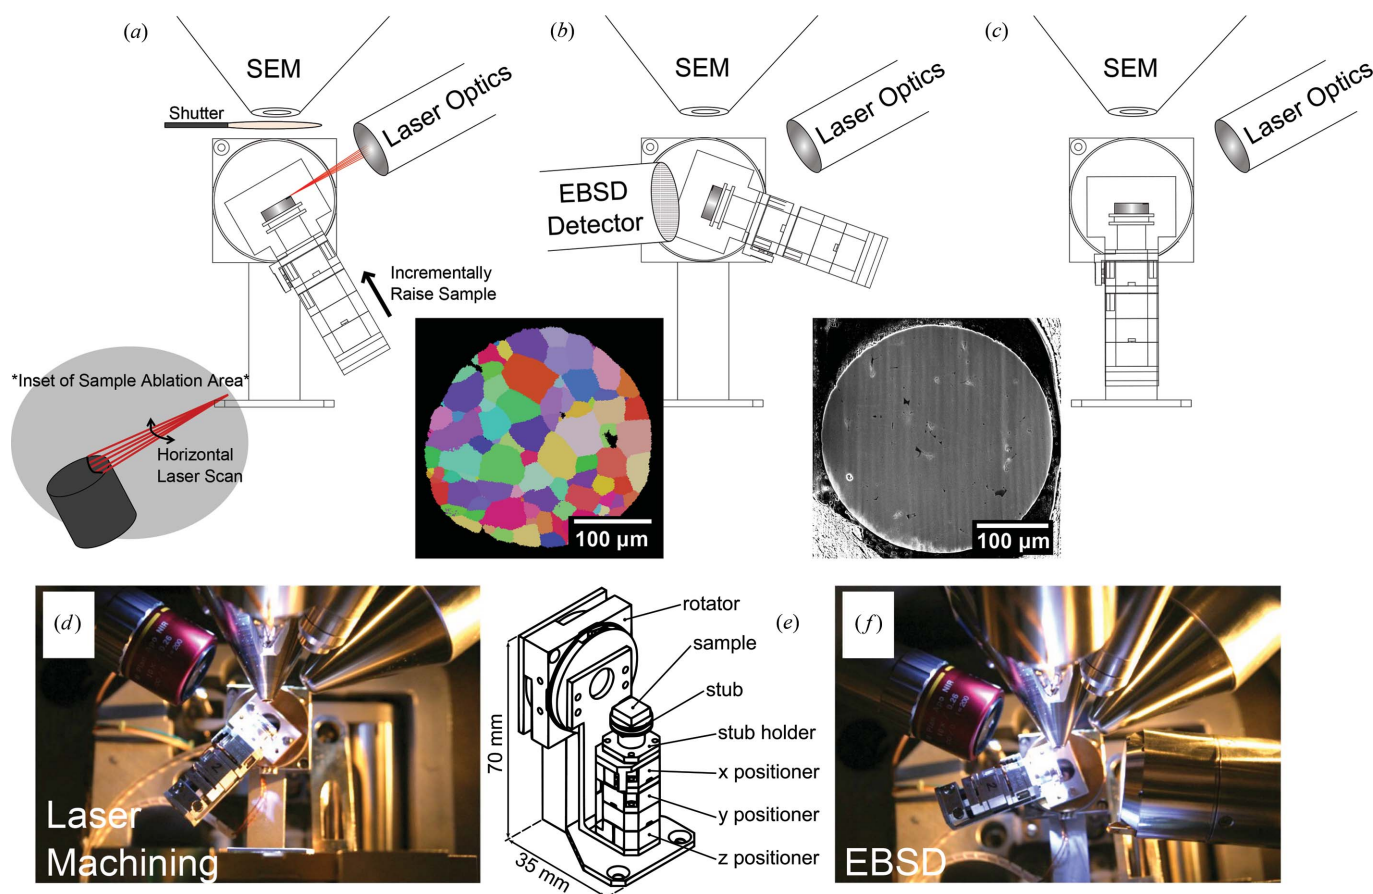 (a)
SEM
Shutter
Laser Optics
Incrementally
Raise Sample
*Inset of Sample Ablation Area*
Horizontal
Laser Scan
(b)
SEM
Laser Optics
EBSD
Detector
100 μm
(c)
SEM
Laser Optics
100 μm
(d)
NIR
Laser
Machining
(e)
rotator
sample
stub
stub holder
x positioner
y positioner
z positioner
70 mm
35 mm
(f)
NIR
EBSD